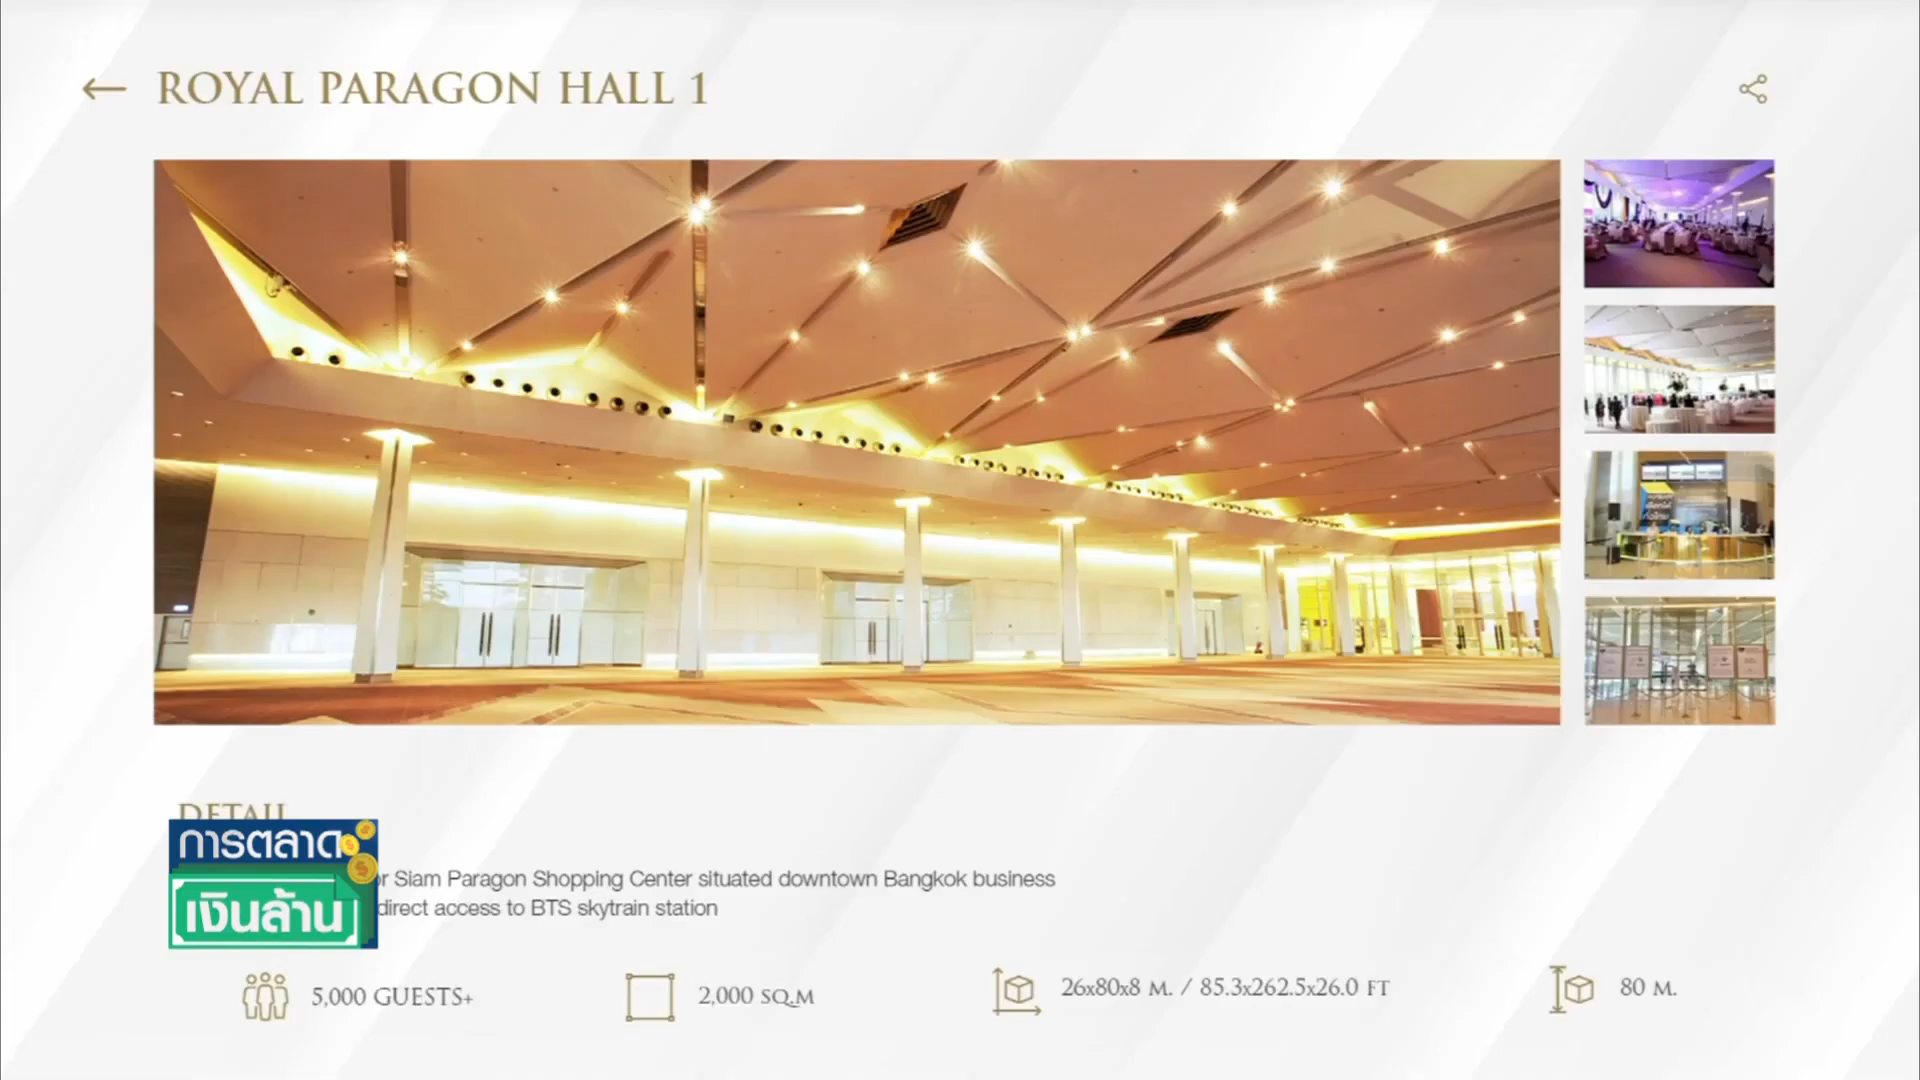 ROYAL PARAGON HALL 1
DETAIL
การตลาด
เงินล้าน
or Siam Paragon Shopping Center situated downtown Bangkok business
direct access to BTS skytrain station
5,000 GUESTS+
2,000 SQ.M
26x80x8 M. / 85.3x262.5x26.0 FT
80 M.